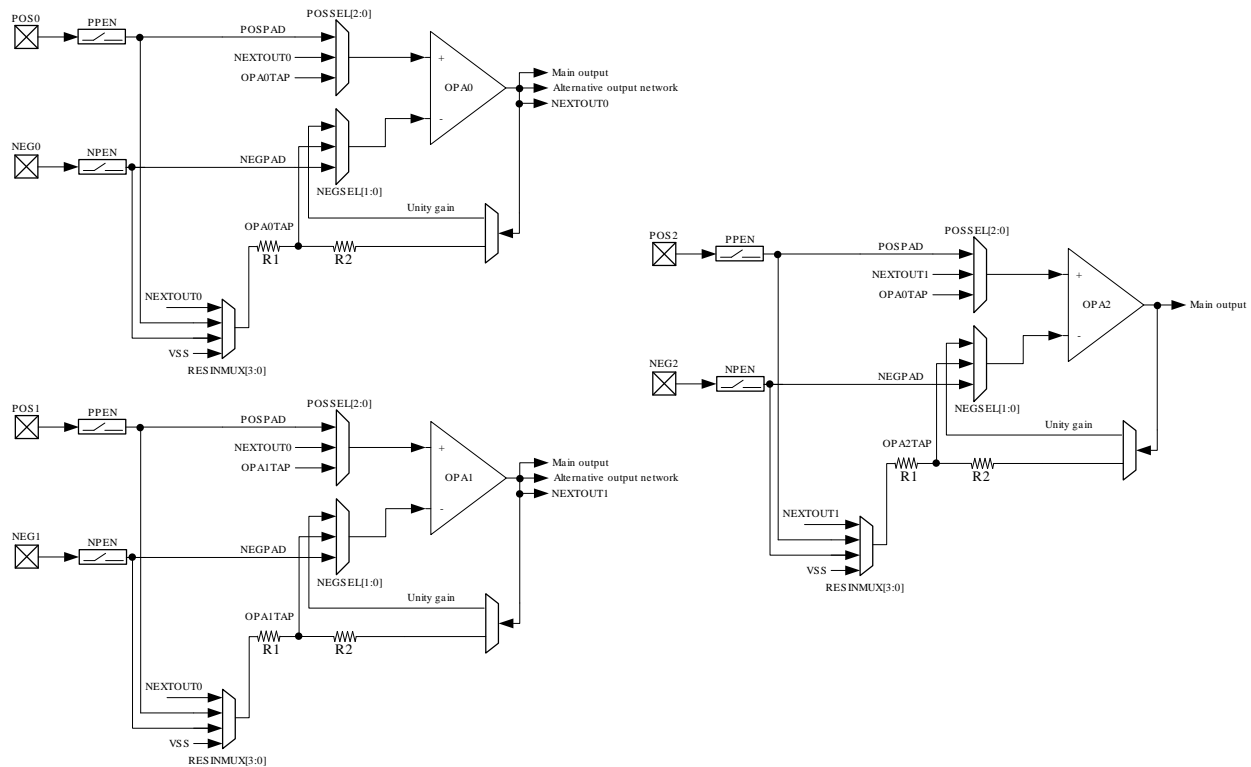 POS0
PPEN
POSSEL[2:0]
POSPAD
NEXTOUT0
OPA0TAP
+
OPA0
-
Main output
Alternative output network
NEXTOUT0
NEG0
NPEN
NEGPAD
NEGSEL[1:0]
Unity gain
OPA0TAP
R1
R2
NEXTOUT0
VSS
RESINMUX[3:0]
POS1
PPEN
POSSEL[2:0]
POSPAD
NEXTOUT0
OPA1TAP
+
OPA1
-
Main output
Alternative output network
NEXTOUT1
NEG1
NPEN
NEGPAD
NEGSEL[1:0]
Unity gain
OPA1TAP
R1
R2
NEXTOUT0
VSS
RESINMUX[3:0]
POS2
PPEN
POSSEL[2:0]
POSPAD
NEXTOUT1
OPA0TAP
+
OPA2
-
Main output
NEG2
NPEN
NEGPAD
NEGSEL[1:0]
Unity gain
OPA2TAP
R1
R2
NEXTOUT1
VSS
RESINMUX[3:0]